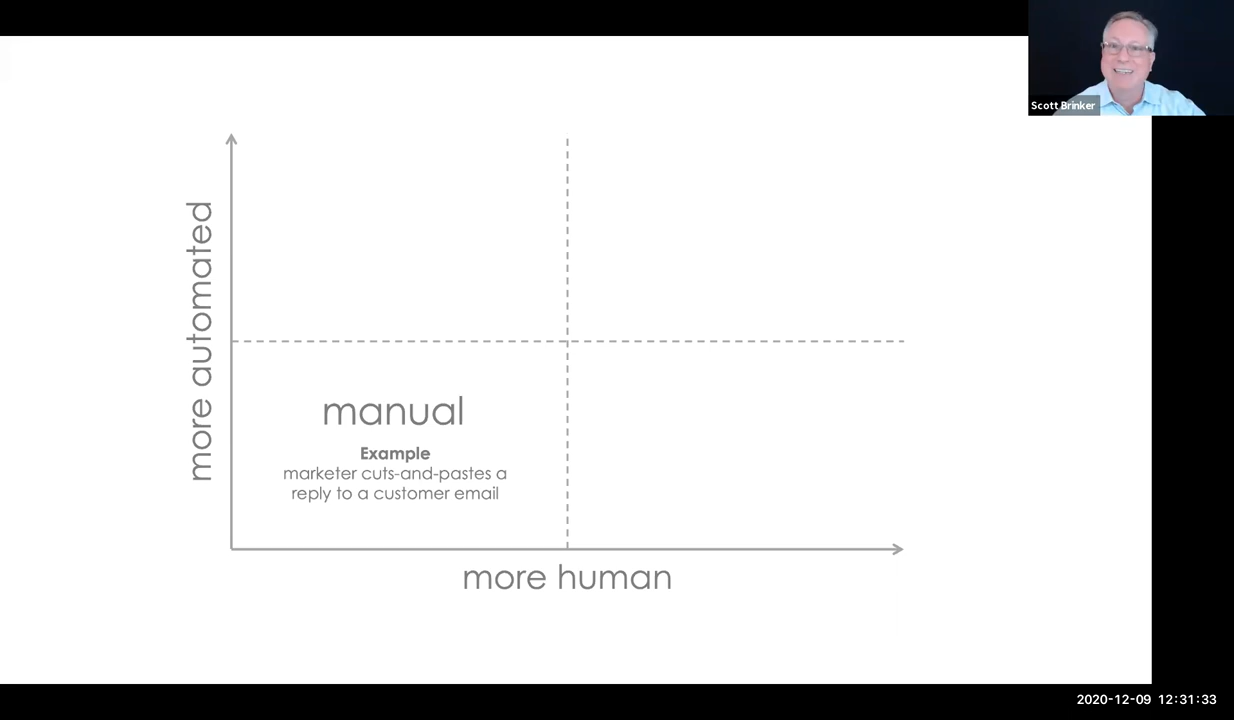 Scott Brinker
more automated
manual
Example
marketer cuts-and-pastes a
reply to a customer email
more human
2020-12-09 12:31:33